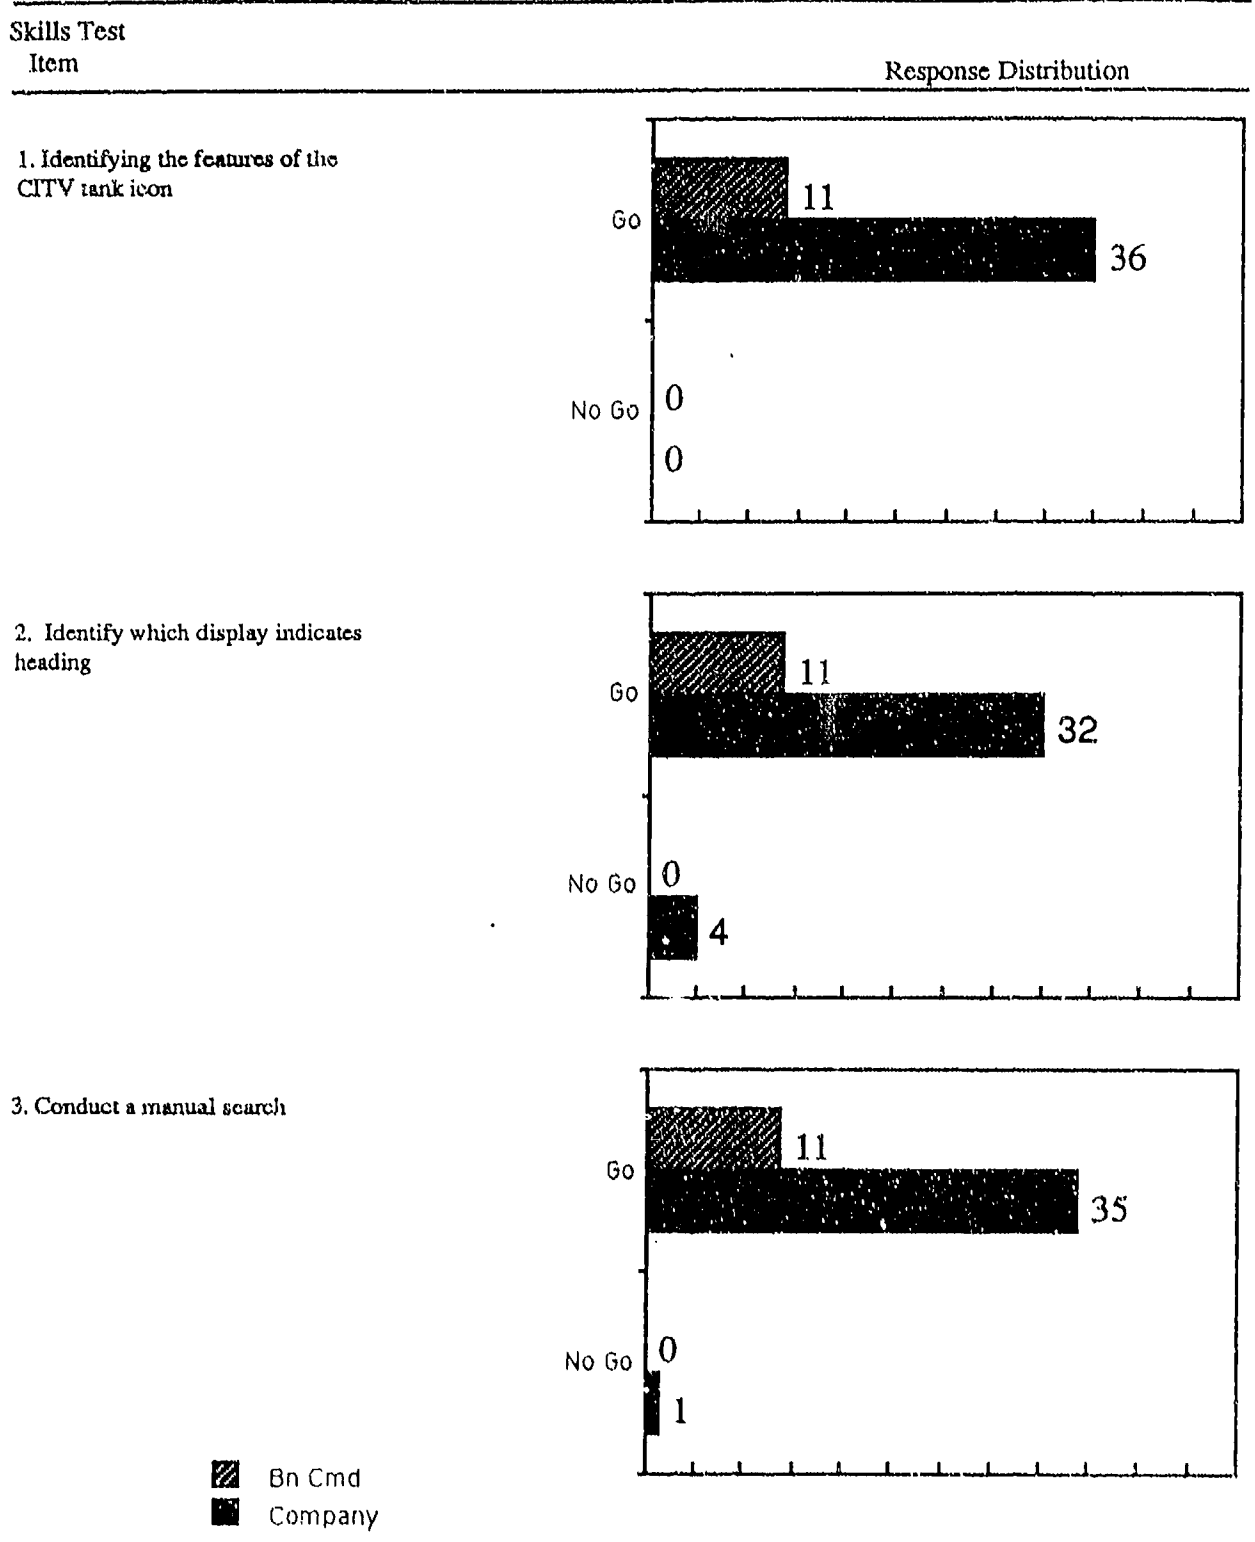 Skills Test
Item
Response Distribution
1. Identifying the features of the
CITV tank icon
11
Go
36
No Go
0
0
2. Identify which display indicates
heading
11
Go
32
No Go
0
4
3. Conduct a manual search
11
Go
35
No Go
0
1
Bn Cmd
Company